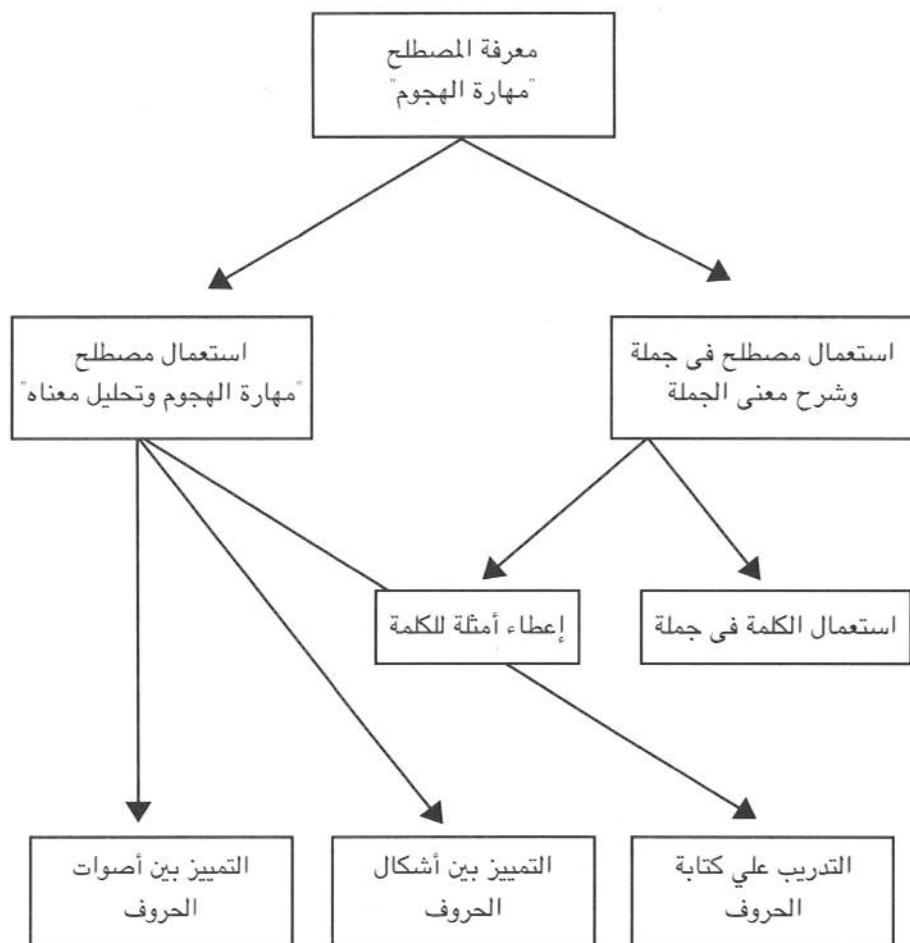 معرفة المصطلح
"مهارة الهجوم"
استعمال مصطلح فى جملة
وشرح معنى الجملة
استعمال مصطلح
"مهارة الهجوم وتحليل معناه"
استعمال الكلمة فى جملة
إعطاء أمثلة للكلمة
التدريب علي كتابة
الحروف
التمييز بين أشكال
الحروف
التمييز بين أصوات
الحروف